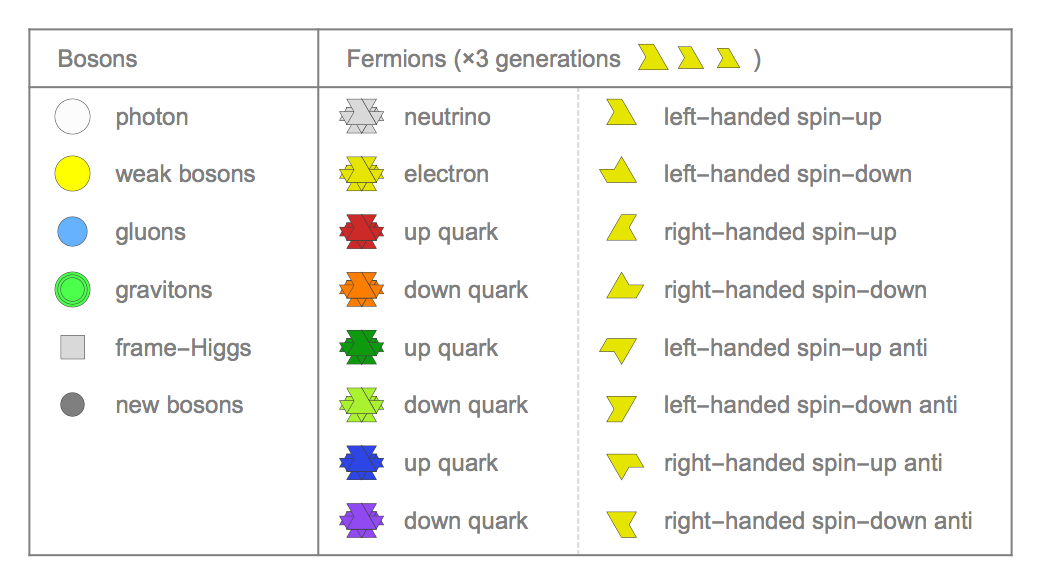 Bosons
Fermions (×3 generations )
photon
neutrino
left–handed spin–up
weak bosons
electron
left–handed spin–down
gluons
up quark
right–handed spin–up
gravitons
down quark
right–handed spin–down
frame–Higgs
up quark
left–handed spin–up anti
new bosons
down quark
left–handed spin–down anti
up quark
right–handed spin–up anti
down quark
right–handed spin–down anti